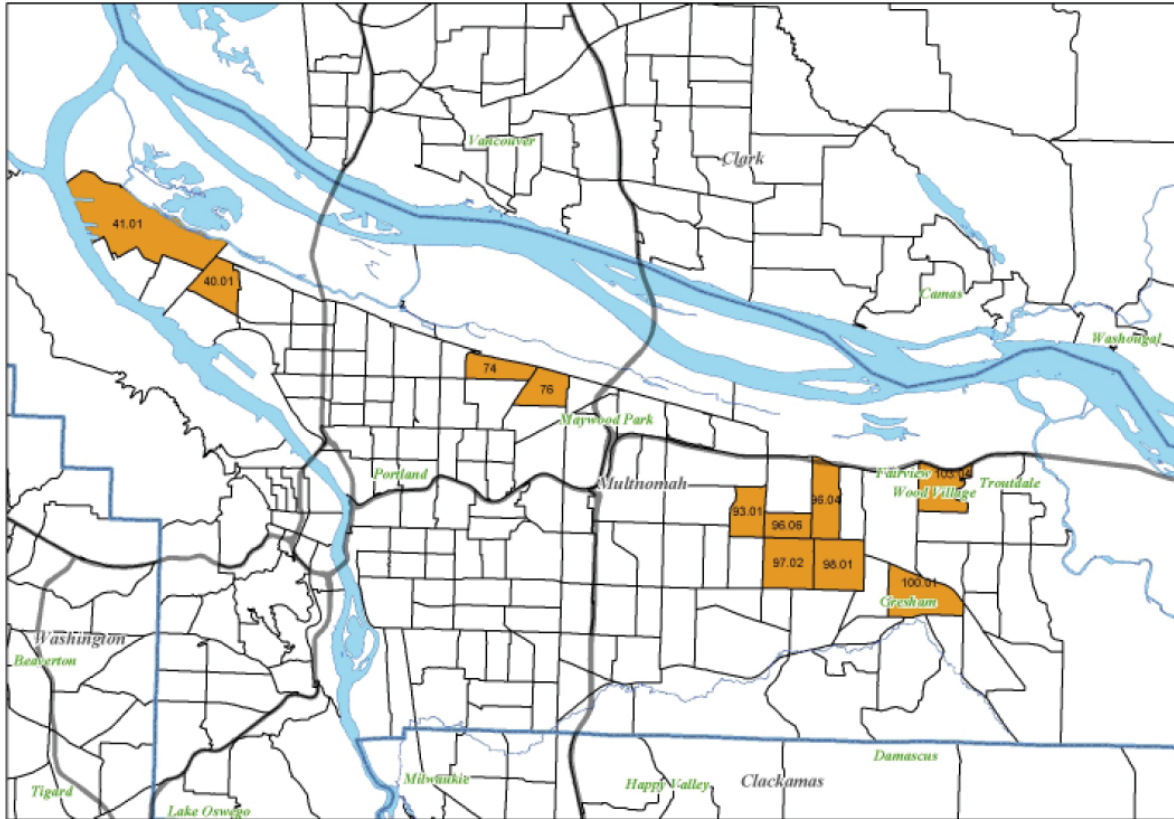 Vancouver
Clark
41.01
40.01
Camas
Washougal
74
76
Maywood Park
Portland
Multnomah
Fairview
103.04
Wood Village
Troutdale
93.01
96.04
96.06
97.02
98.01
100.01
Gresham
Washington
Beaverton
Damascus
Milwaukie
Happy Valley
Clackamas
Tigard
Lake Oswego